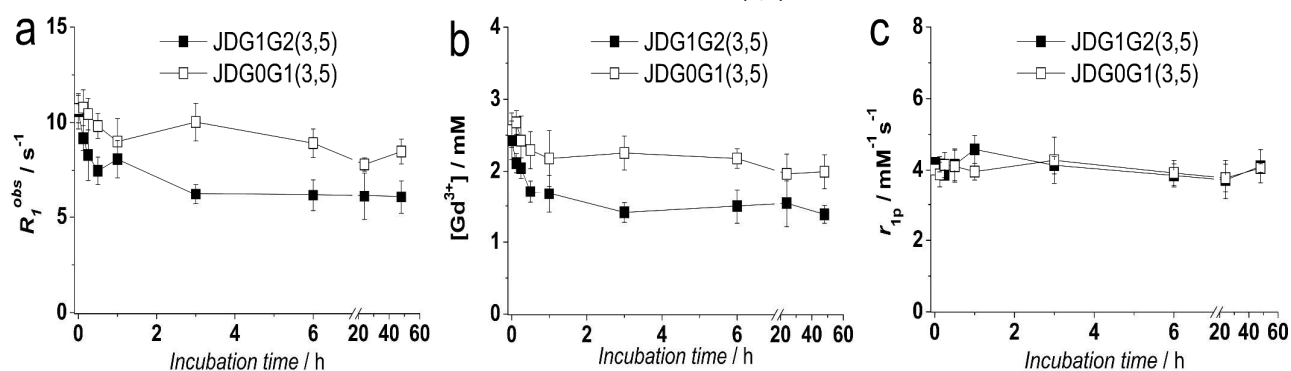 a
15
10
5
0
R₁ᵒᵇˢ / s⁻¹
JDG1G2(3,5)
JDG0G1(3,5)
0 2 4 6 20 40 60
Incubation time / h
b
4
3
2
1
0
[Gd³⁺] / mM
JDG1G2(3,5)
JDG0G1(3,5)
0 2 4 6 20 40 60
Incubation time / h
c
8
6
4
2
0
r₁ₚ / mM⁻¹s⁻¹
JDG1G2(3,5)
JDG0G1(3,5)
0 2 4 6 20 40 60
Incubation time / h